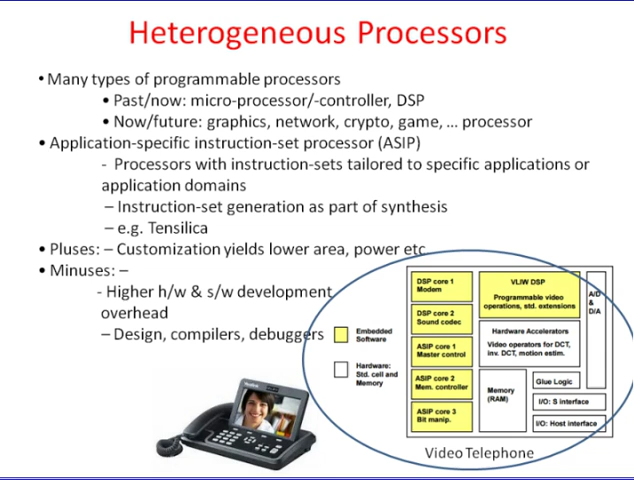 Heterogeneous Processors
• Many types of programmable processors
• Past/now: micro-processor/-controller, DSP
• Now/future: graphics, network, crypto, game, ... processor
• Application-specific instruction-set processor (ASIP)
- Processors with instruction-sets tailored to specific applications or
application domains
– Instruction-set generation as part of synthesis
– e.g. Tensilica
• Pluses: – Customization yields lower area, power etc
• Minuses: –
- Higher h/w & s/w development
overhead
– Design, compilers, debuggers
Embedded
Software
Hardware:
Std. cell and
Memory
DSP core 1
Modem
DSP core 2
Sound codec
ASIP core 1
Master control
ASIP core 2
Mem. controller
ASIP core 3
Bit manip.
VLIW DSP
Programmable video
operations, std. extensions
Hardware Accelerators
Video operators for DCT,
inv. DCT, motion estim.
Memory
(RAM)
Glue Logic
I/O: S interface
I/O: Host interface
A/D
&
D/A
Video Telephone